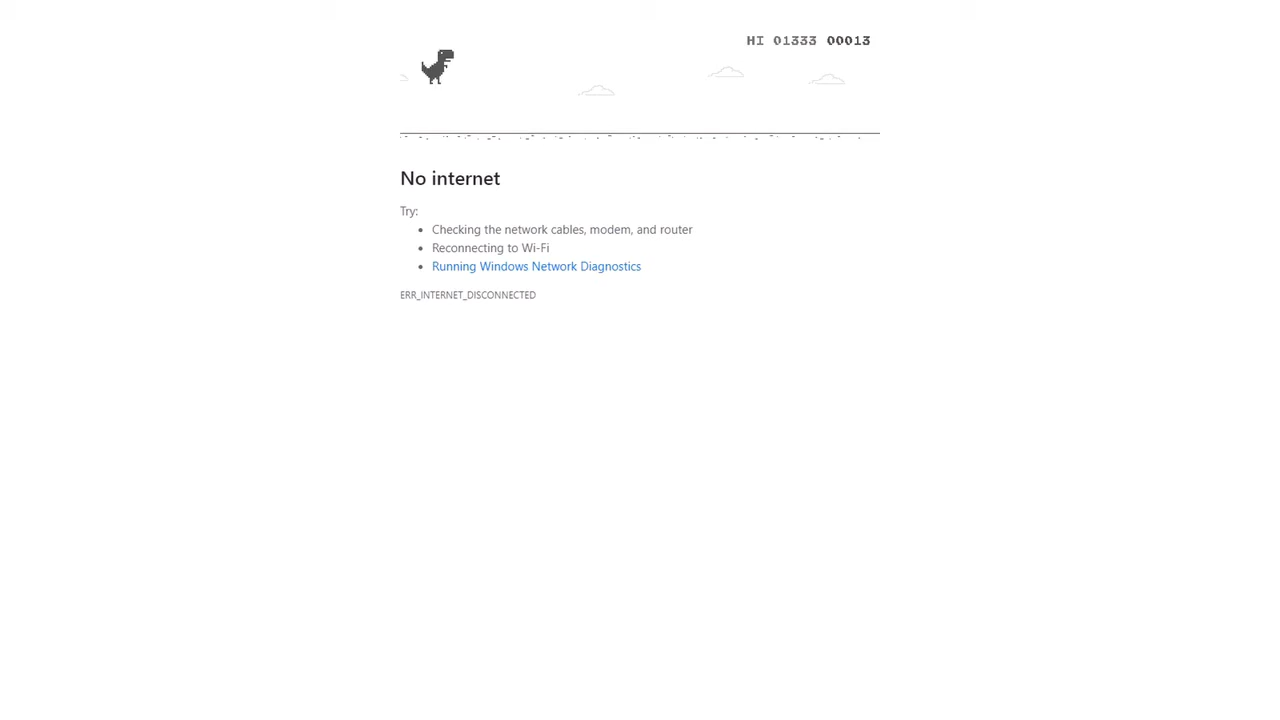 HI 01333 00013
No internet
Try:
• Checking the network cables, modem, and router
• Reconnecting to Wi-Fi
• Running Windows Network Diagnostics
ERR_INTERNET_DISCONNECTED